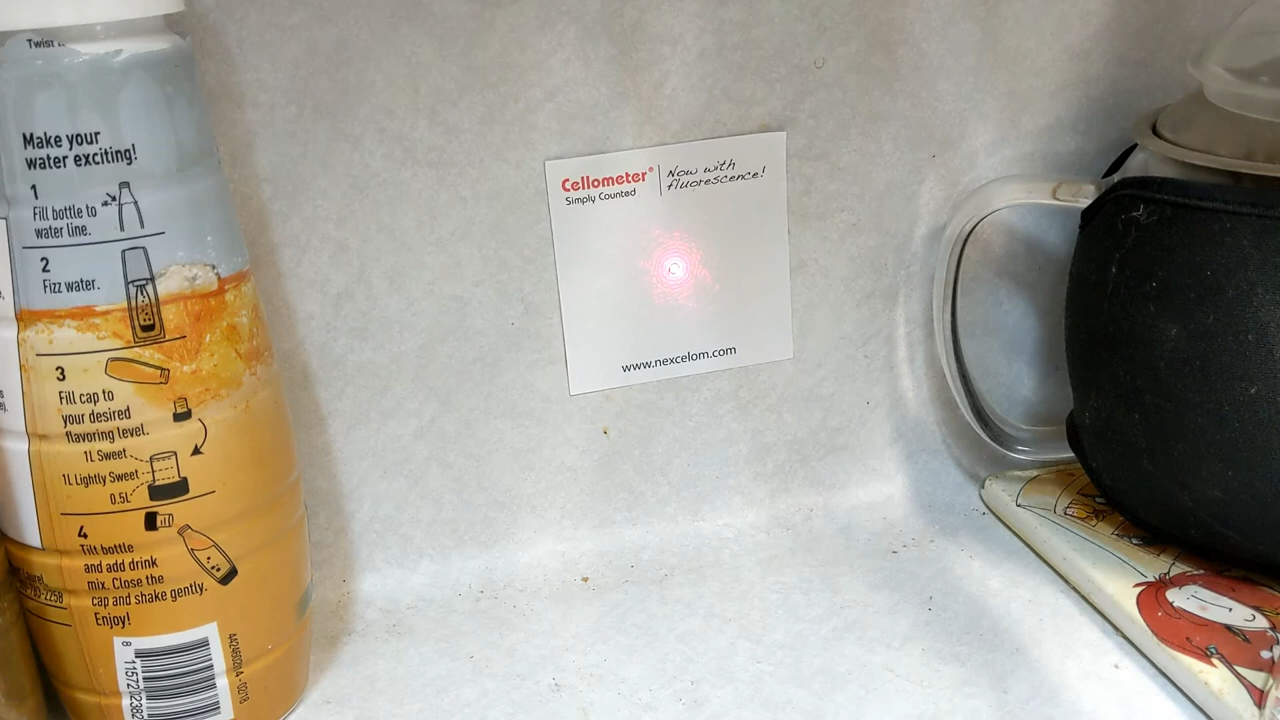 Make your
water exciting!
1
Fill bottle to
water line.
2
Fizz water.
3
Fill cap to
your desired
flavoring level.
1L Sweet
1L Lightly Sweet
0.5L
4
Tilt bottle
and add drink
mix. Close the
cap and shake gently.
Enjoy!
Cellometer®
Simply Counted
Now with
fluorescence!
www.nexcelom.com